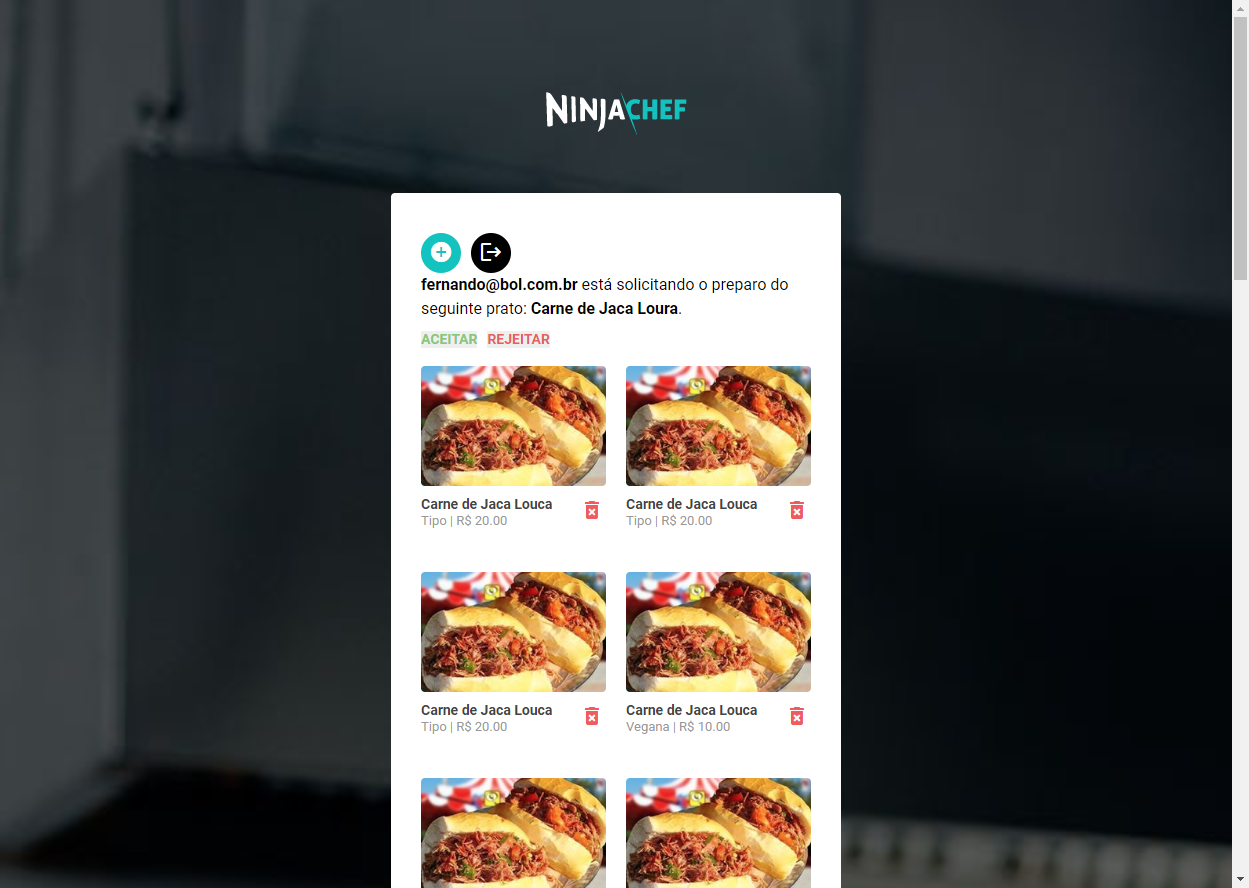 NINJACHEF
fernando@bol.com.br está solicitando o preparo do
seguinte prato: Carne de Jaca Loura.
ACEITAR REJEITAR
Carne de Jaca Louca Carne de Jaca Louca
Tipo | R$ 20.00 Tipo | R$ 20.00
Carne de Jaca Louca Carne de Jaca Louca
Tipo | R$ 20.00 Vegana | R$ 10.00